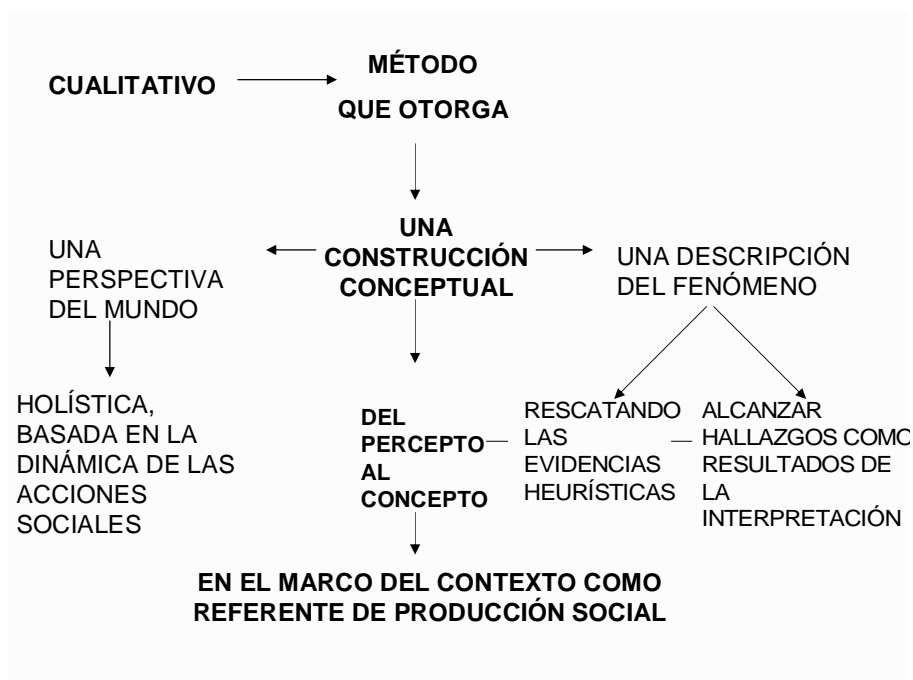 CUALITATIVO
MÉTODO
QUE OTORGA
UNA
CONSTRUCCIÓN
CONCEPTUAL
UNA
PERSPECTIVA
DEL MUNDO
UNA DESCRIPCIÓN
DEL FENÓMENO
HOLÍSTICA,
BASADA EN LA
DINÁMICA DE LAS
ACCIONES
SOCIALES
DEL
PERCEPTO
AL
CONCEPTO
RESCATANDO
LAS
EVIDENCIAS
HEURÍSTICAS
ALCANZAR
HALLAZGOS COMO
RESULTADOS DE
LA
INTERPRETACIÓN
EN EL MARCO DEL CONTEXTO COMO
REFERENTE DE PRODUCCIÓN SOCIAL